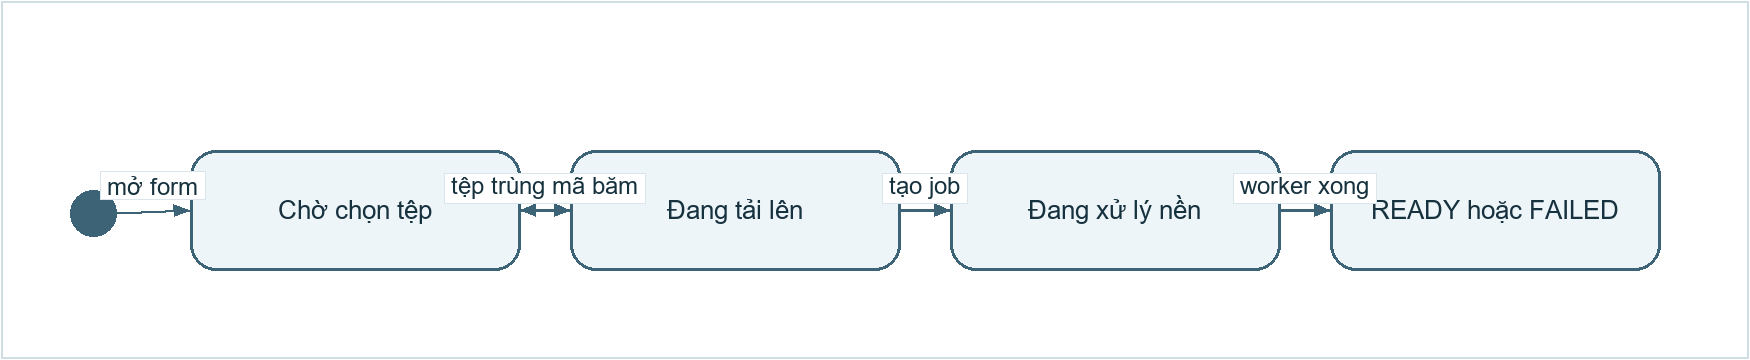 mở form
Chờ chọn tệp
tệp trùng mã băm
Đang tải lên
tạo job
Đang xử lý nền
worker xong
READY hoặc FAILED